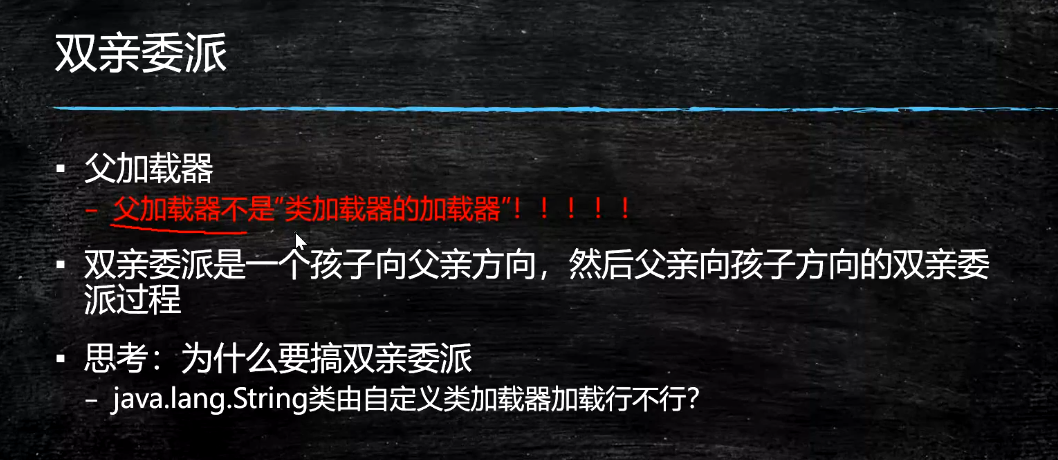 双亲委派
▪ 父加载器
– 父加载器不是“类加载器的加载器”！！！！！
▪ 双亲委派是一个孩子向父亲方向，然后父亲向孩子方向的双亲委
派过程
▪ 思考：为什么要搞双亲委派
– java.lang.String类由自定义类加载器加载行不行？